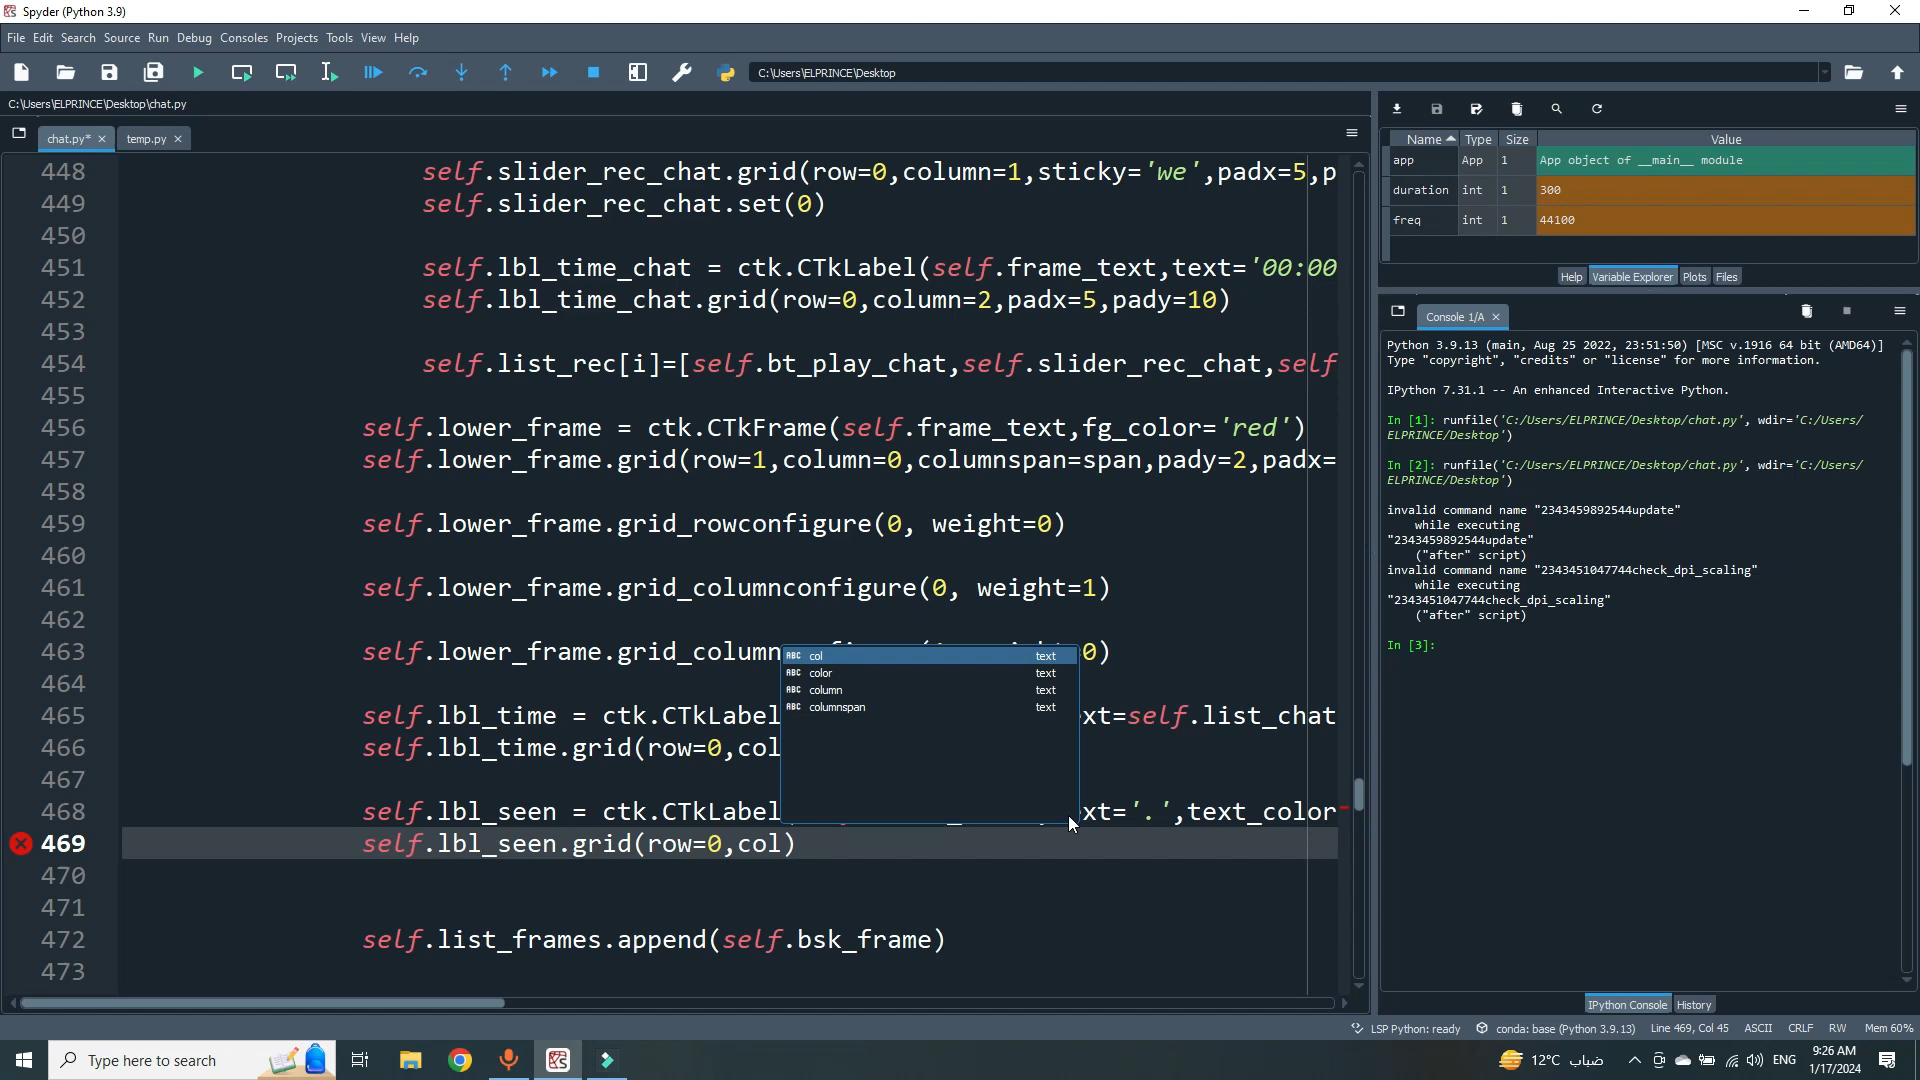 Spyder (Python 3.9)
File Edit Search Source Run Debug Consoles Projects Tools View Help
C:\Users\ELPRINCE\Desktop
C:\Users\ELPRINCE\Desktop\chat.py
chat.py*
temp.py
448 self.slider_rec_chat.grid(row=0,column=1,sticky='we',padx=5,p
449 self.slider_rec_chat.set(0)
450
451 self.lbl_time_chat = ctk.CTkLabel(self.frame_text,text='00:00
452 self.lbl_time_chat.grid(row=0,column=2,padx=5,pady=10)
453
454 self.list_rec[i]=[self.bt_play_chat,self.slider_rec_chat,self
455
456 self.lower_frame = ctk.CTkFrame(self.frame_text,fg_color='red')
457 self.lower_frame.grid(row=1,column=0,columnspan=span,pady=2,padx=
458
459 self.lower_frame.grid_rowconfigure(0, weight=0)
460
461 self.lower_frame.grid_columnconfigure(0, weight=1)
462
463 self.lower_frame.grid_column 0)
464
465 self.lbl_time = ctk.CTkLabel xt=self.list_chat
466 self.lbl_time.grid(row=0,col
467
468 self.lbl_seen = ctk.CTkLabel xt='.',text_color
469 self.lbl_seen.grid(row=0,col)
470
471
472 self.list_frames.append(self.bsk_frame)
473
ABC col text
ABC color text
ABC column text
ABC columnspan text
Name Type Size Value
app App 1 App object of __main__ module
duration int 1 300
freq int 1 44100
Help Variable Explorer Plots Files
Console 1/A
Python 3.9.13 (main, Aug 25 2022, 23:51:50) [MSC v.1916 64 bit (AMD64)]
Type "copyright", "credits" or "license" for more information.
IPython 7.31.1 -- An enhanced Interactive Python.
In [1]: runfile('C:/Users/ELPRINCE/Desktop/chat.py', wdir='C:/Users/
ELPRINCE/Desktop')
In [2]: runfile('C:/Users/ELPRINCE/Desktop/chat.py', wdir='C:/Users/
ELPRINCE/Desktop')
invalid command name "2343459892544update"
while executing
"2343459892544update"
("after" script)
invalid command name "2343451047744check_dpi_scaling"
while executing
"2343451047744check_dpi_scaling"
("after" script)
In [3]:
IPython Console History
LSP Python: ready conda: base (Python 3.9.13) Line 469, Col 45 ASCII CRLF RW Mem 60%
Type here to search
12°C ضباب
ENG
9:26 AM
1/17/2024